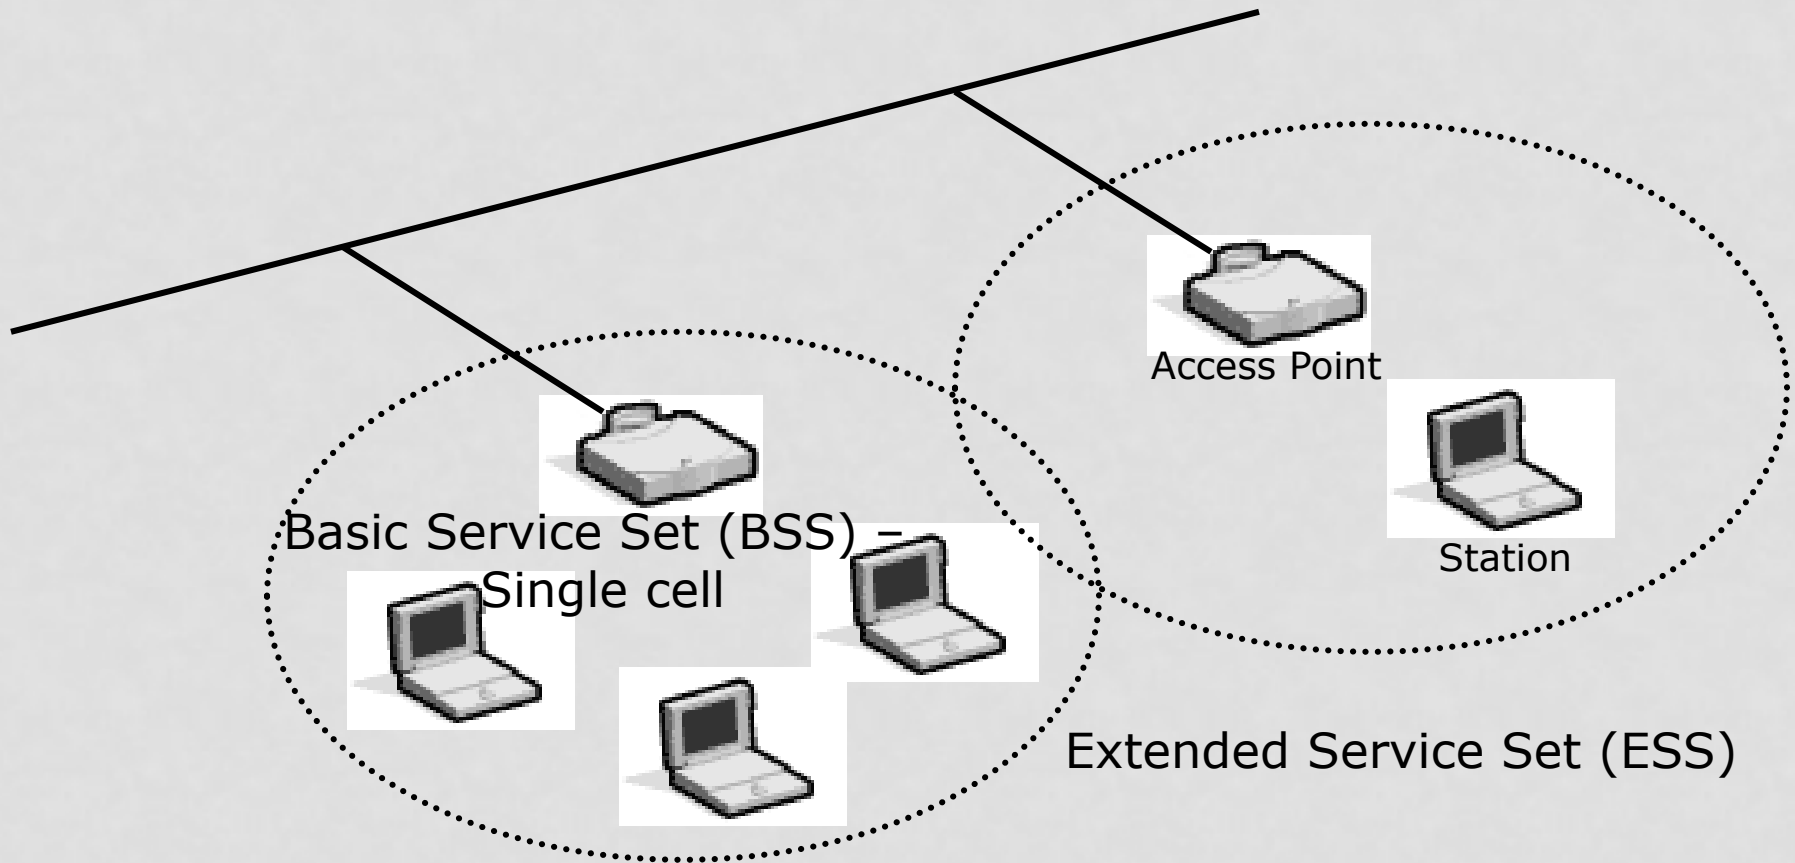 Access Point
Basic Service Set (BSS) –
Single cell
Station
Extended Service Set (ESS)